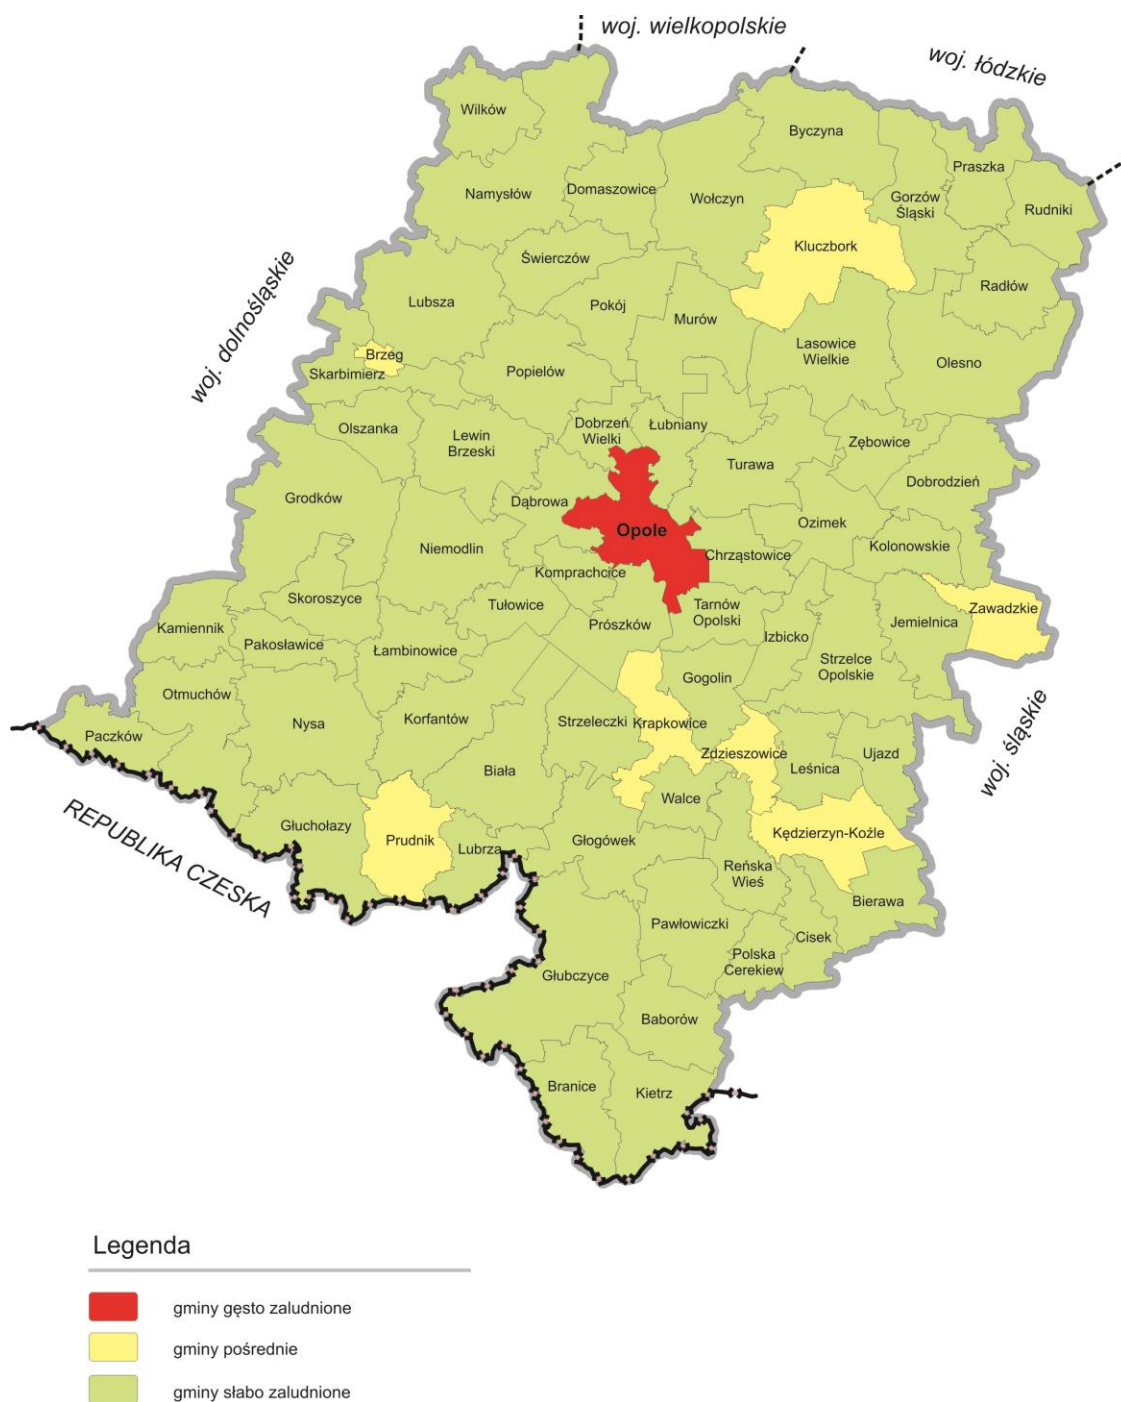 woj. wielkopolskie
woj. łódzkie
Wilków
Byczyna
Praszka
Namysłów
Domaszowice
Wołczyn
Gorzów
Śląski
Rudniki
Kluczbork
Świerczów
Radłów
woj. dolnośląskie
Lubsza
Pokój
Murów
Lasowice
Wielkie
Olesno
Brzeg
Skarbimierz
Popielów
Olszanka
Lewin
Brzeski
Dobrzeń
Wielki
Łubniany
Zębowice
Turawa
Dobrodzień
Grodków
Dąbrowa
Opole
Ozimek
Niemodlin
Chrząstowice
Kolonowskie
Komprachcice
Skoroszyce
Tułowice
Tarnów
Opolski
Zawadzkie
Kamiennik
Prószków
Izbicko
Jemielnica
Pakosławice
Łambinowice
Strzelce
Opolskie
Otmuchów
Gogolin
Nysa
Korfantów
Strzeleczki
Krapkowice
Paczków
Zdzieszowice
Ujazd
woj. śląskie
Biała
Leśnica
Walce
Głuchołazy
Prudnik
Lubrza
Głogówek
Kędzierzyn-Koźle
REPUBLIKA CZESKA
Reńska
Wieś
Bierawa
Pawłowiczki
Cisek
Polska
Cerekiew
Głubczyce
Baborów
Branice
Kietrz
Legenda
gminy gęsto zaludnione
gminy pośrednie
gminy słabo zaludnione